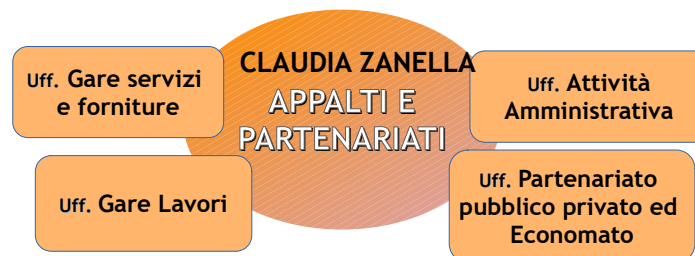 Uff. Gare servizi
e forniture
CLAUDIA ZANELLA
APPALTI E
PARTENARIATI
Uff. Attività
Amministrativa
Uff. Gare Lavori
Uff. Partenariato
pubblico privato ed
Economato